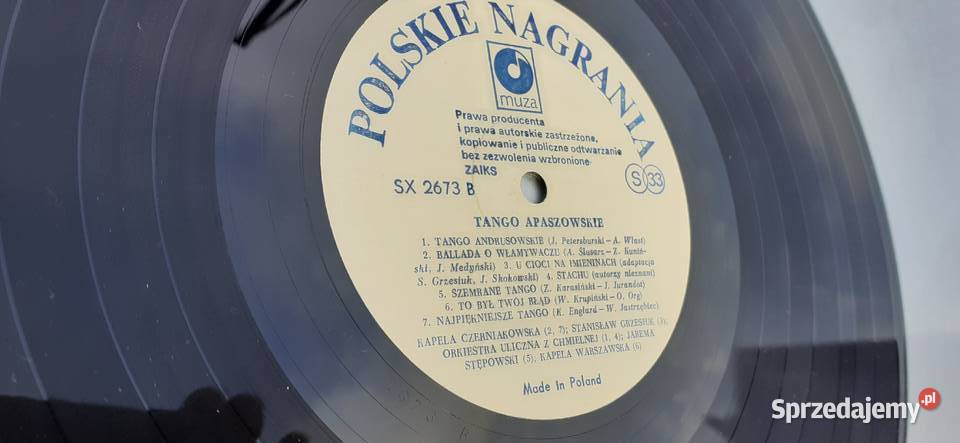 POLSKIE NAGRANIA
muza
Prawa producenta
i prawa autorskie zastrzeżone,
kopiowanie i publiczne odtwarzanie
bez zezwolenia wzbronione.
ZAIKS
SX 2673 B
S 33
TANGO APASZOWSKIE
1. TANGO ANDRUSOWSKIE (J. Petersburski – A. Włast)
2. BALLADA O WŁAMYWACZU (A. Ślusarz – Z. Kuniń-
ski, J. Medyński) 3. U CIOCI NA IMIENINACH (adaptacja
S. Grzesiuk, J. Skokowski) 4. STACHU (autorzy nieznani)
5. SZEMRANE TANGO (Z. Karasiński – J. Jurandot)
6. TO BYŁ TWÓJ BŁĄD (W. Krupiński – O. Org)
7. NAJPIĘKNIEJSZE TANGO (K. Englard – W. Jastrzębiec)
KAPELA CZERNIAKOWSKA (2, 7); STANISŁAW GRZESIUK (3);
ORKIESTRA ULICZNA Z CHMIELNEJ (1, 4); JAREMA
STĘPOWSKI (5); KAPELA WARSZAWSKA (6)
Made in Poland
Sprzedajemy.pl